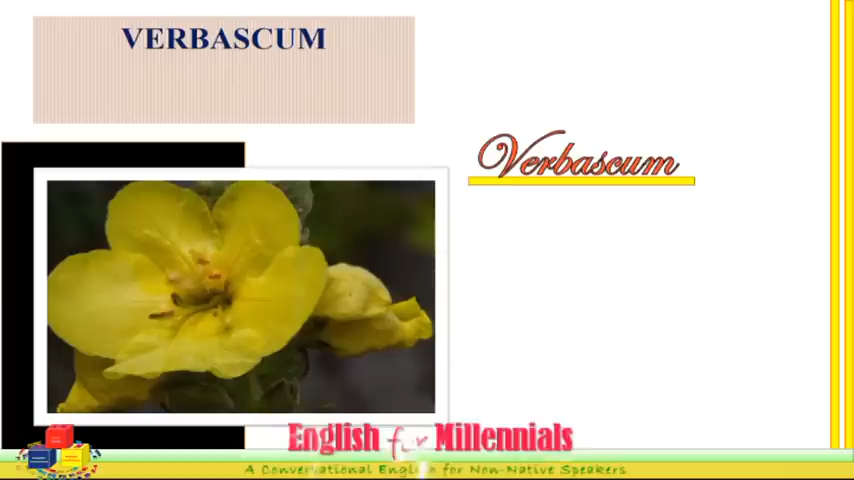 VERBASCUM
Verbascum
English for Millennials
A Conversational English for Non-Native Speakers